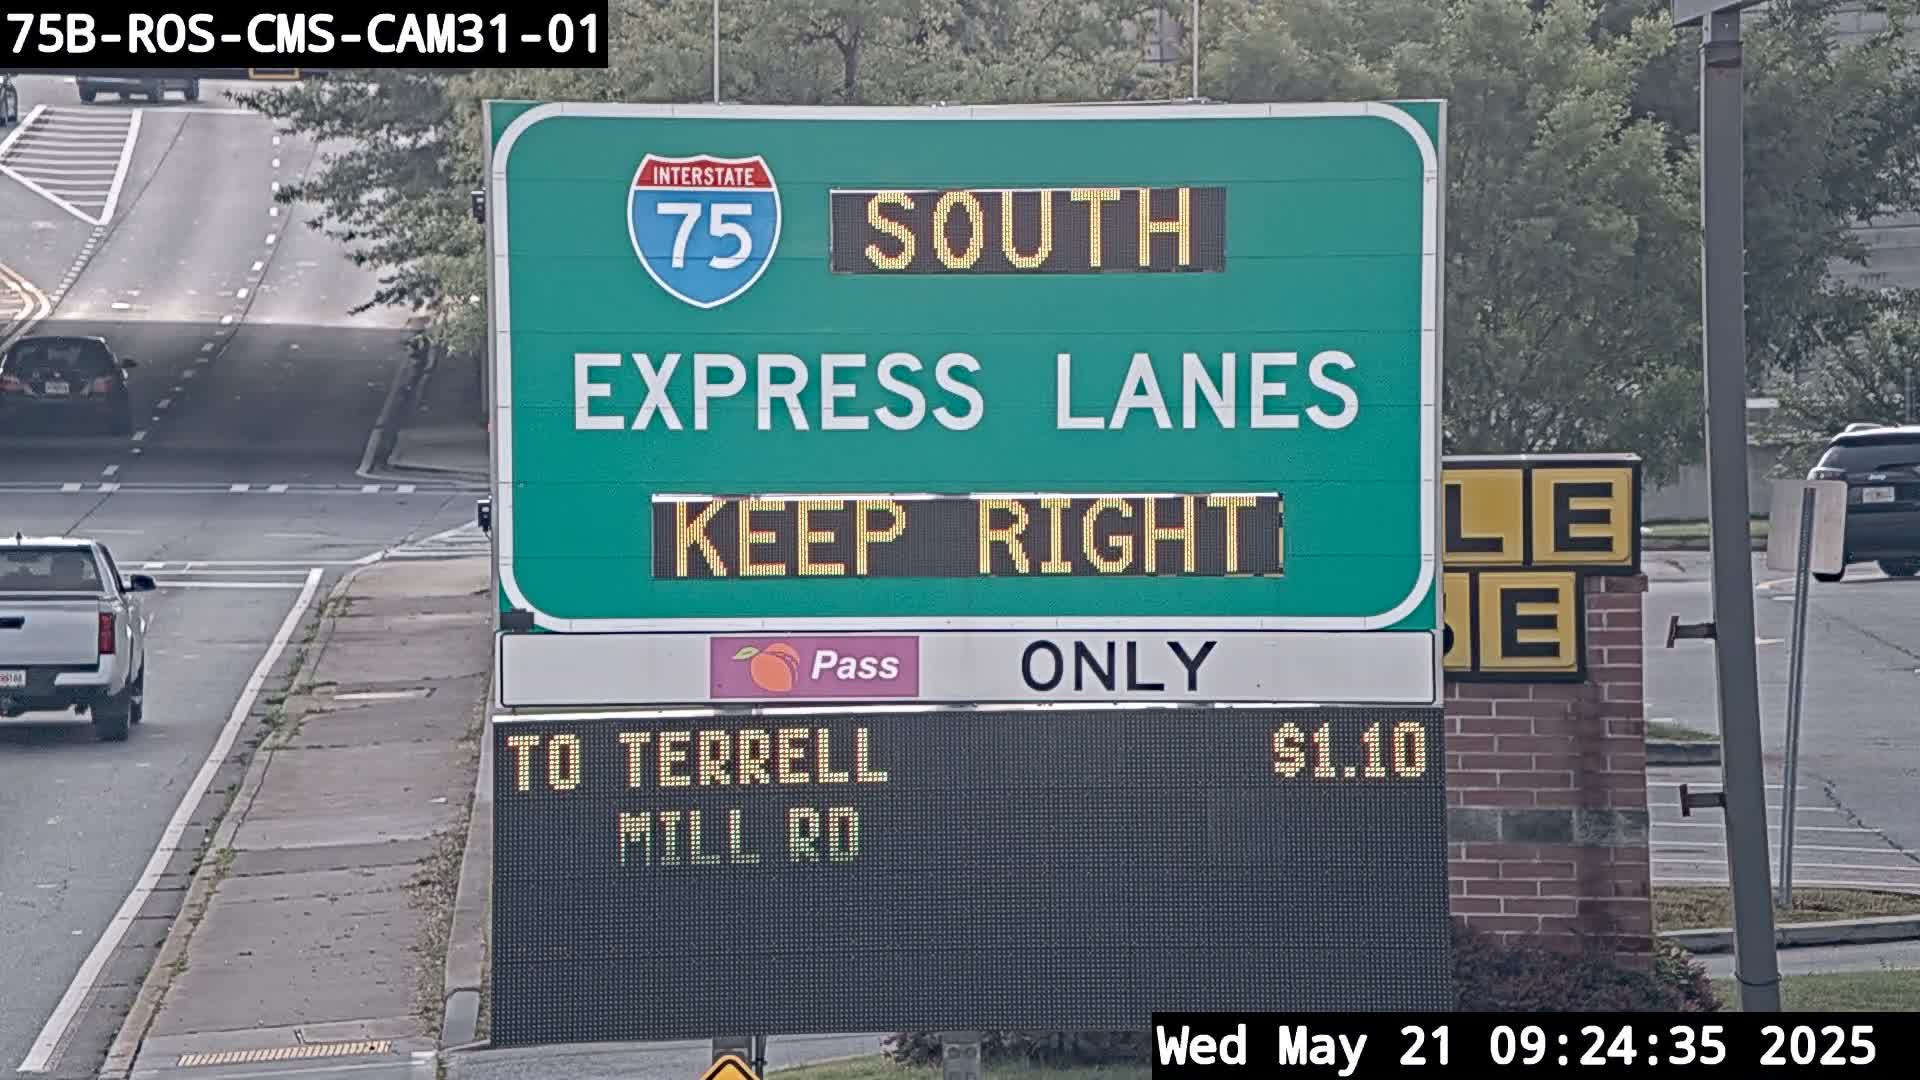 75B-ROS-CMS-CAM31-01
INTERSTATE
75
SOUTH
EXPRESS LANES
KEEP RIGHT
Pass ONLY
TO TERRELL $1.10
MILL RD
LE
E
Wed May 21 09:24:35 2025